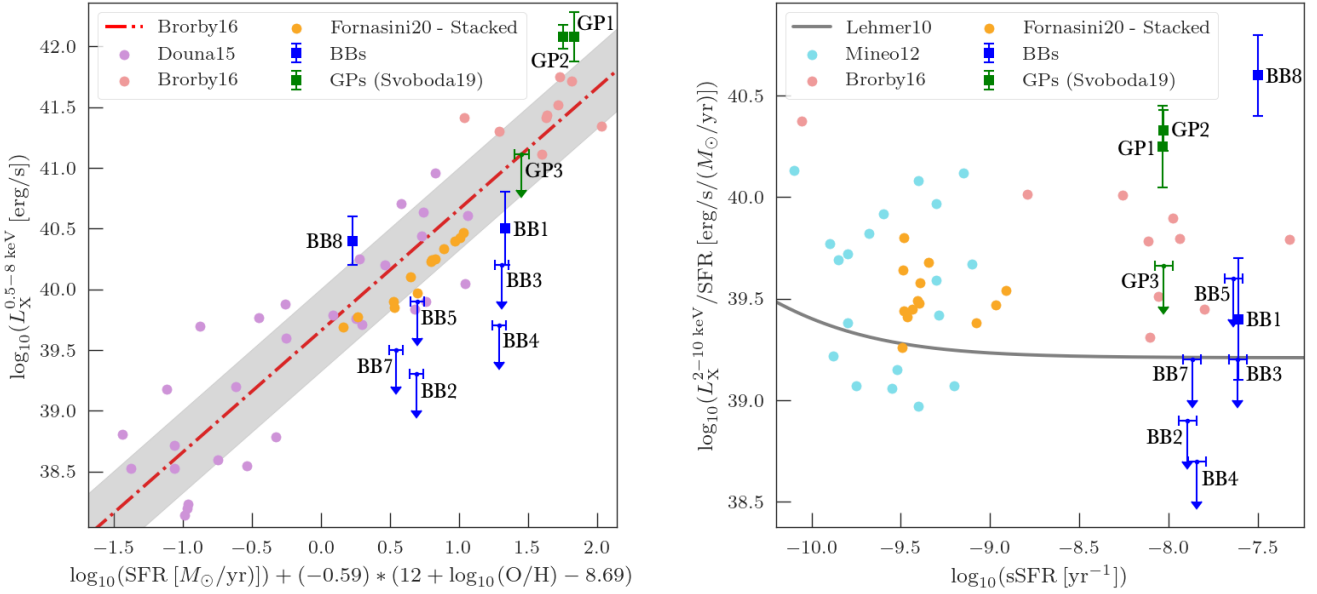 Brorby16
Douna15
Brorby16
Fornasini20 - Stacked
BBs
GPs (Svoboda19)
GP1
GP2
GP3
BB8
BB1
BB3
BB5
BB4
BB7
BB2
42.0
41.5
41.0
40.5
40.0
39.5
39.0
38.5
log₁₀(L_X^{0.5−8 keV} [erg/s])
−1.5 −1.0 −0.5 0.0 0.5 1.0 1.5 2.0
log₁₀(SFR [M⊙/yr]) + (−0.59) * (12 + log₁₀(O/H) − 8.69)
Lehmer10
Mineo12
Brorby16
Fornasini20 - Stacked
BBs
GPs (Svoboda19)
BB8
GP2
GP1
GP3
BB5
BB1
BB7
BB3
BB2
BB4
40.5
40.0
39.5
39.0
38.5
log₁₀(L_X^{2−10 keV}/SFR [erg/s/(M⊙/yr)])
−10.0 −9.5 −9.0 −8.5 −8.0 −7.5
log₁₀(sSFR [yr⁻¹])